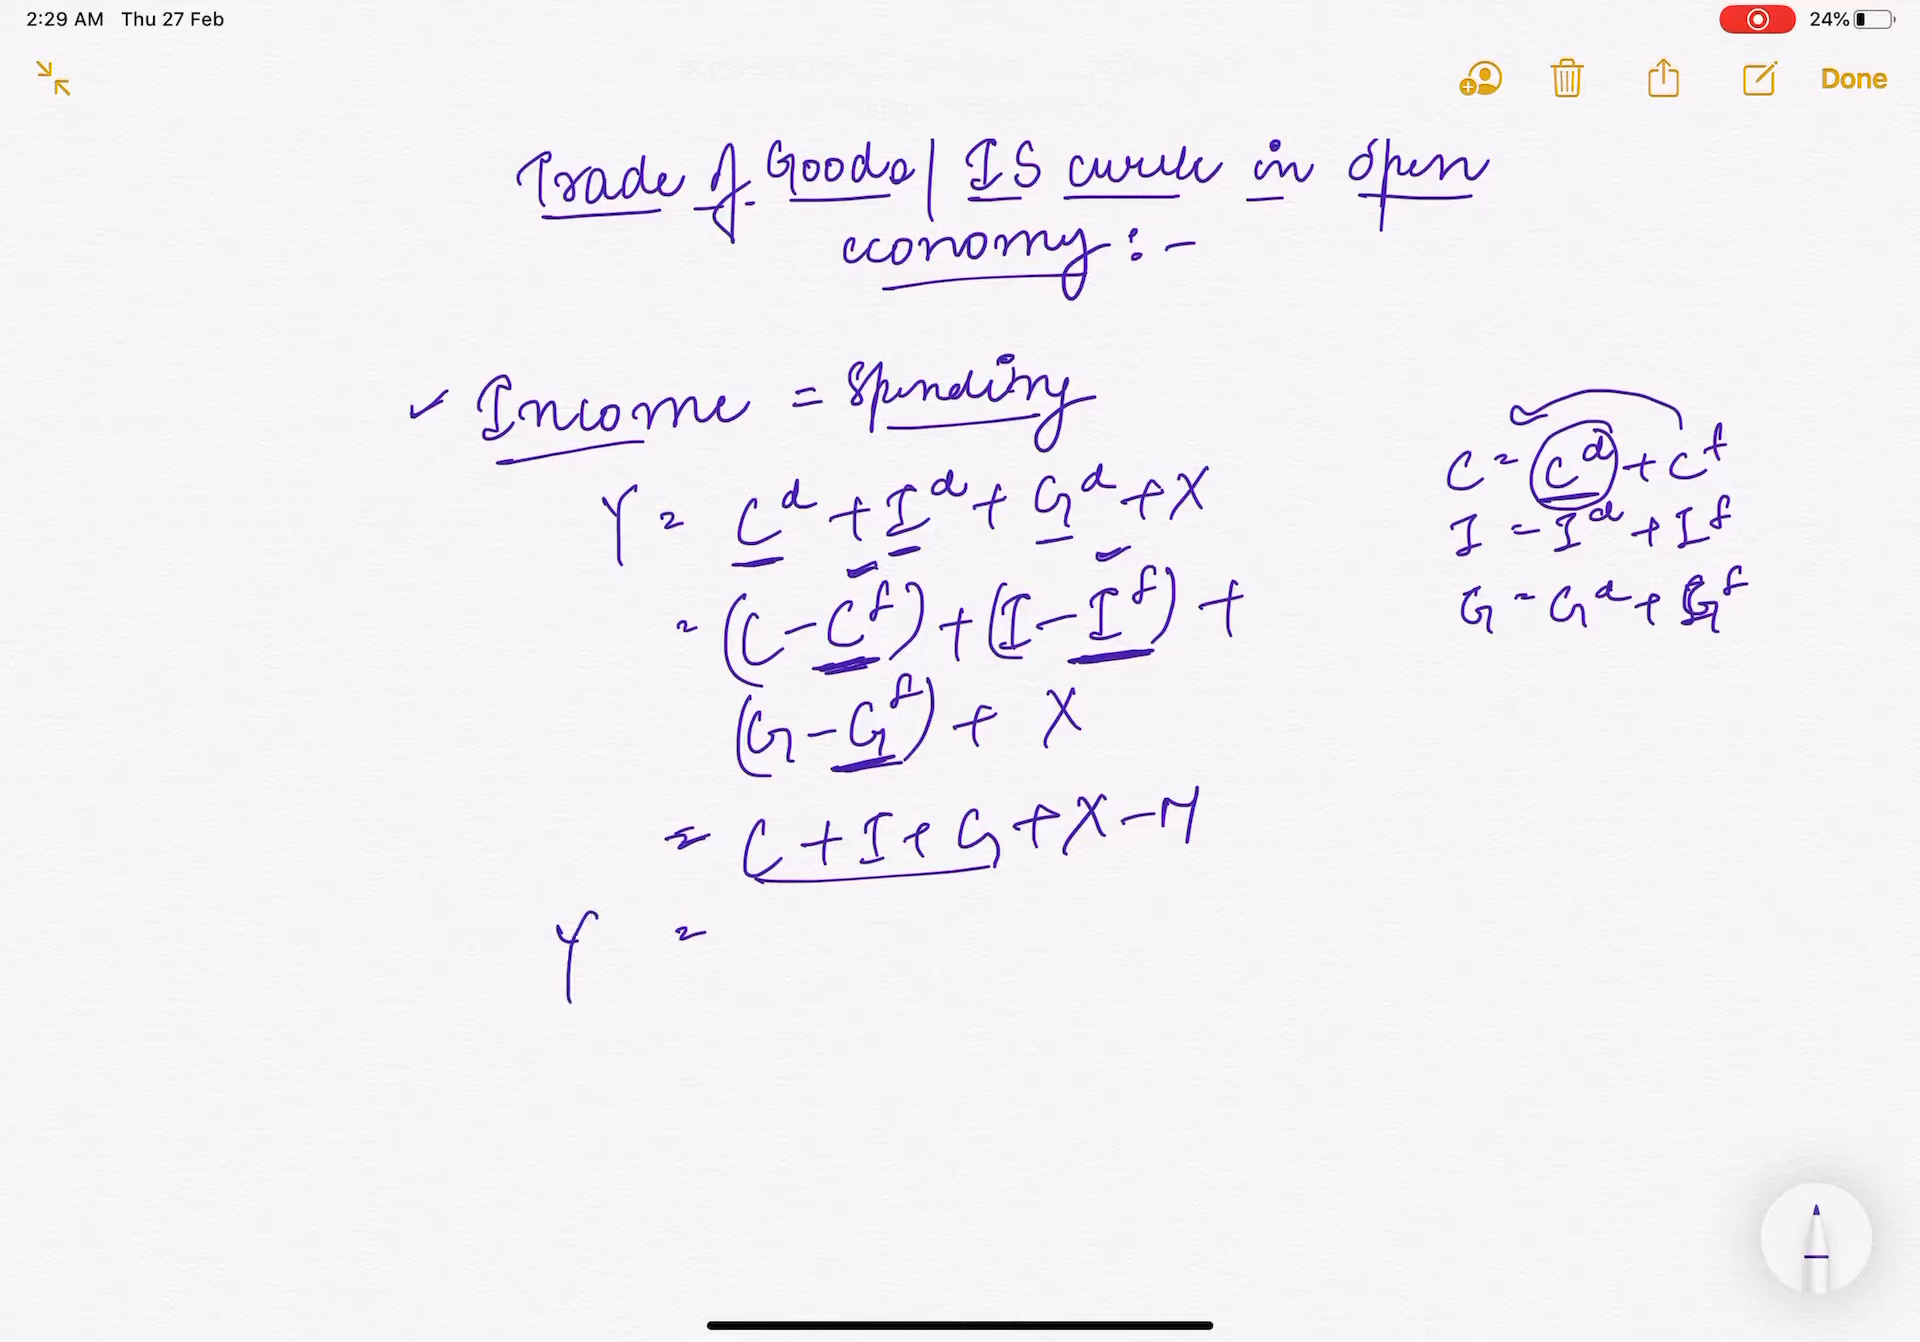 2:29 AM Thu 27 Feb
24%
Done
Trade of Goods | IS curve in open
economy :-
✓ Income = Spending
Y = C^d + I^d + G^d + X
= (C - C^f) + (I - I^f) +
(G - G^f) + X
= C + I + G + X - M
Y =
C = C^d + C^f
I = I^d + I^f
G = G^d + G^f